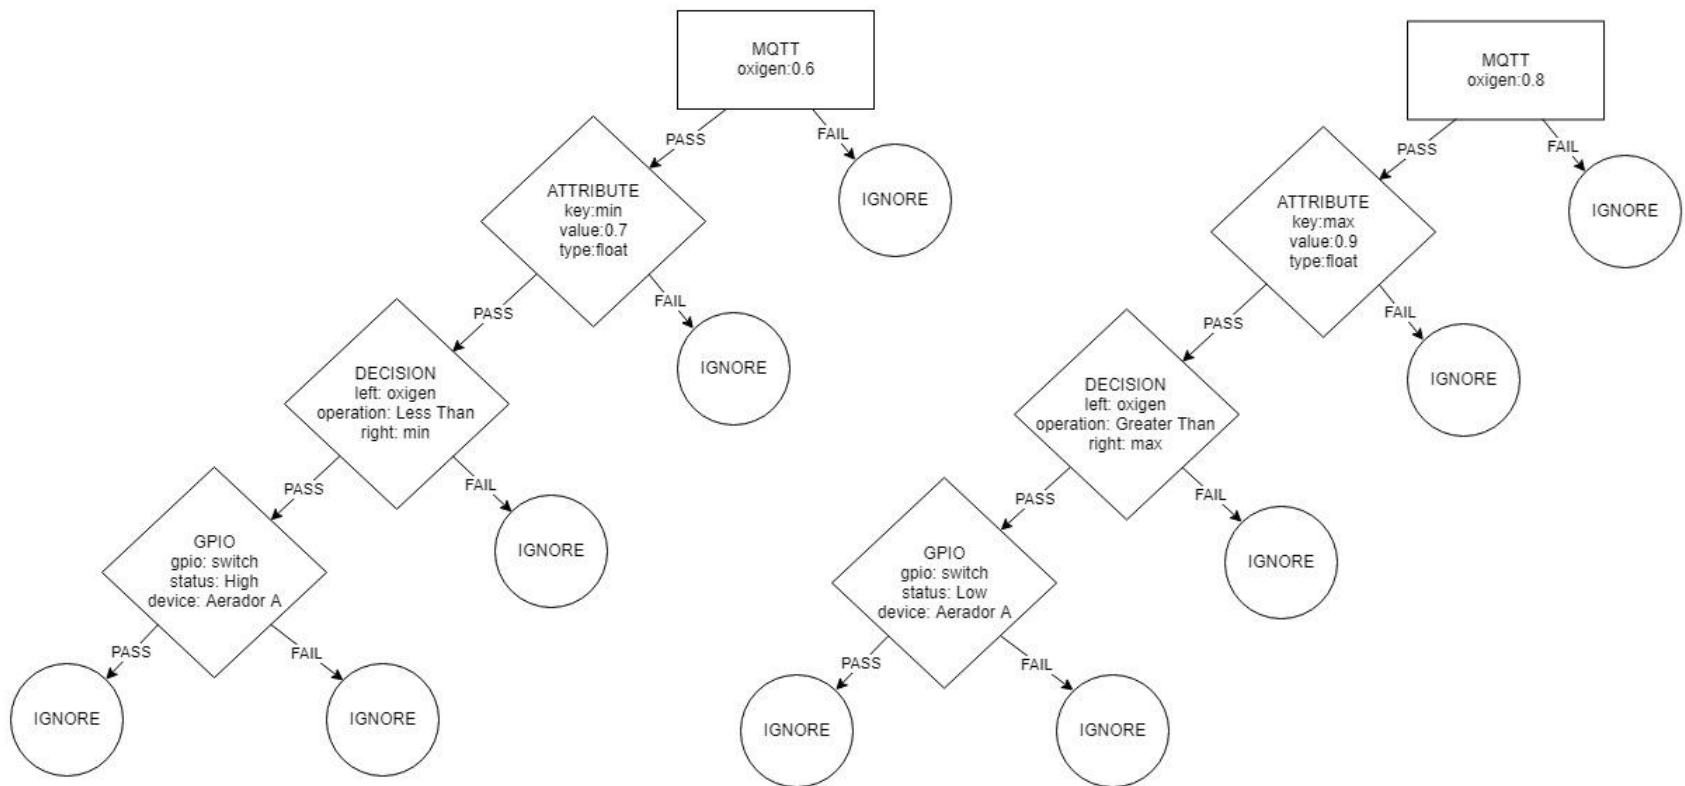 MQTT
oxigen:0.6
PASS
FAIL
ATTRIBUTE
key:min
value:0.7
type:float
IGNORE
PASS
FAIL
DECISION
left: oxigen
operation: Less Than
right: min
IGNORE
PASS
FAIL
GPIO
gpio: switch
status: High
device: Aerador A
IGNORE
PASS
FAIL
IGNORE
IGNORE
MQTT
oxigen:0.8
PASS
FAIL
ATTRIBUTE
key:max
value:0.9
type:float
IGNORE
PASS
FAIL
DECISION
left: oxigen
operation: Greater Than
right: max
IGNORE
PASS
FAIL
GPIO
gpio: switch
status: Low
device: Aerador A
IGNORE
PASS
FAIL
IGNORE
IGNORE